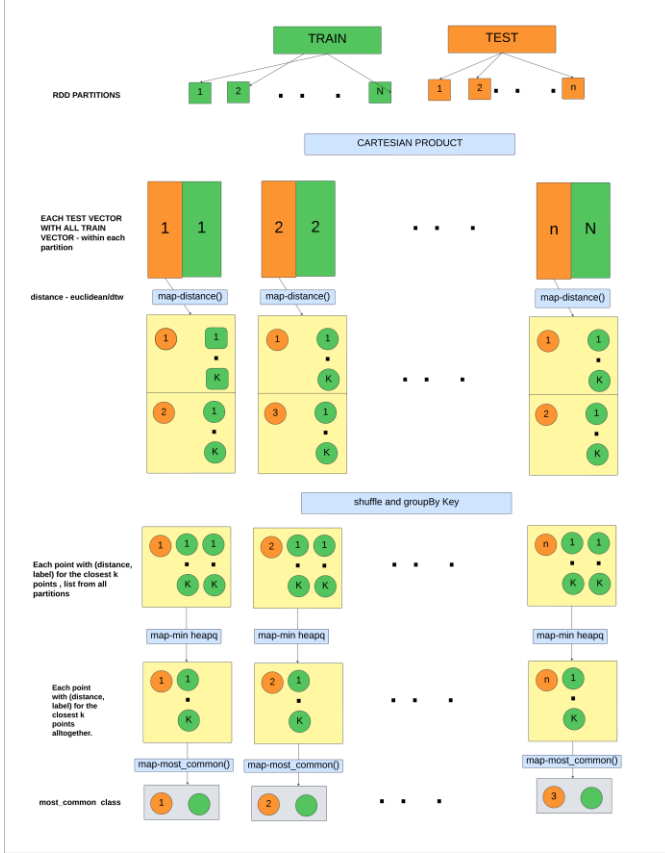 TRAIN
TEST
RDD PARTITIONS
1
2
N
1
2
n
CARTESIAN PRODUCT
EACH TEST VECTOR
WITH ALL TRAIN
VECTOR - within each
partition
1 1
2 2
n N
distance - euclidean/dtw
map-distance()
map-distance()
map-distance()
1 1
K
2 1
K
1 1
K
3 1
K
1 1
K
2 1
K
shuffle and groupBy Key
Each point with (distance,
label) for the closest k
points , list from all
partitions
1 1 1
K K
2 1 1
K K
n 1 1
K K
map-min heapq
map-min heapq
map-min heapq
Each point
with (distance,
label) for the
closest k
points
alltogether.
1 1
K
2 1
K
n 1
K
map-most_common()
map-most_common()
map-most_common()
most_common class
1
2
3